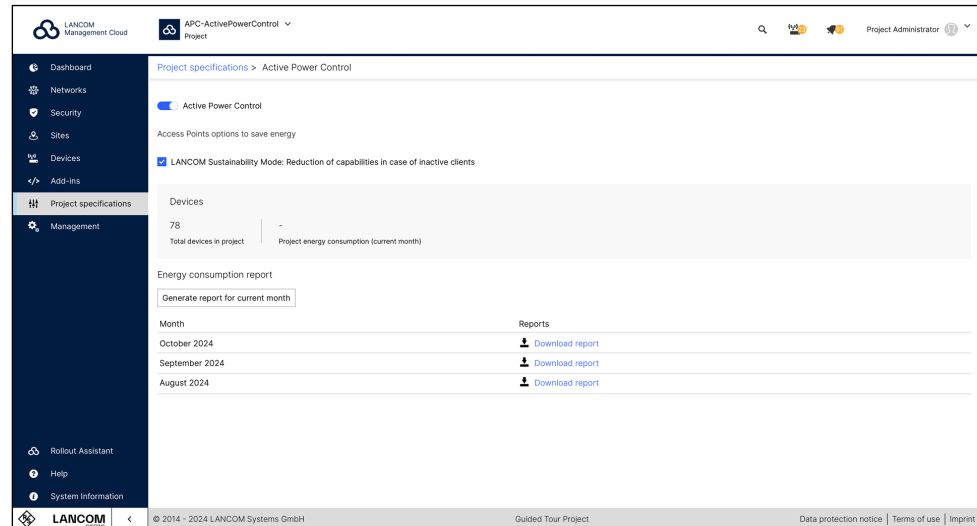 LANCOM
Management Cloud
APC-ActivePowerControl
Project
Project Administrator
Dashboard
Networks
Security
Sites
Devices
Add-ins
Project specifications
Management
Rollout Assistant
Help
System Information
LANCOM
SYSTEMS
Project specifications > Active Power Control
Active Power Control
Access Points options to save energy
LANCOM Sustainability Mode: Reduction of capabilities in case of inactive clients
Devices
78
-
Total devices in project
Project energy consumption (current month)
Energy consumption report
Generate report for current month
Month Reports
October 2024 Download report
September 2024 Download report
August 2024 Download report
© 2014 - 2024 LANCOM Systems GmbH
Guided Tour Project
Data protection notice | Terms of use | Imprint